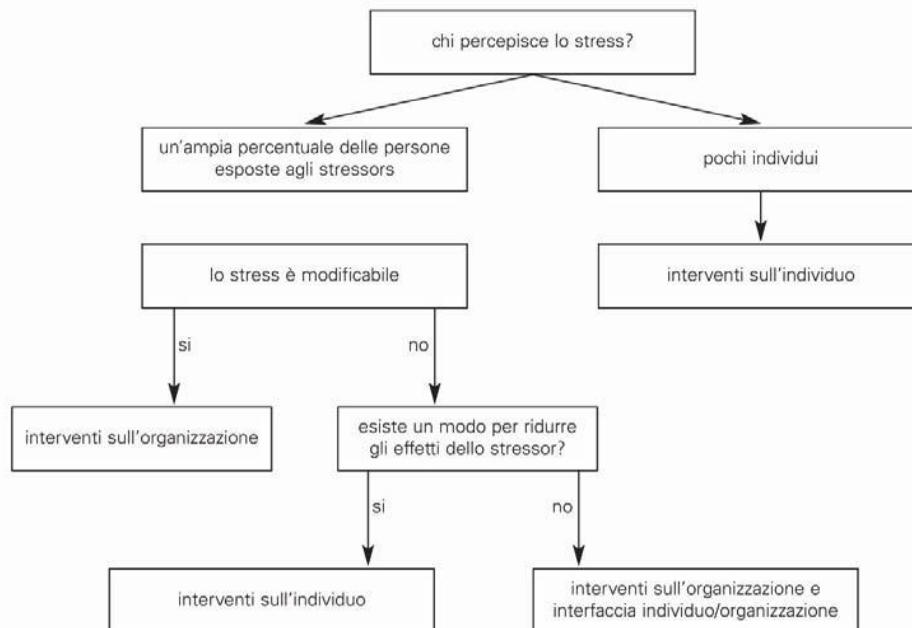 chi percepisce lo stress?
un'ampia percentuale delle persone
esposte agli stressors
pochi individui
lo stress è modificabile
interventi sull'individuo
si
no
interventi sull'organizzazione
esiste un modo per ridurre
gli effetti dello stressor?
si
no
interventi sull'individuo
interventi sull'organizzazione e
interfaccia individuo/organizzazione